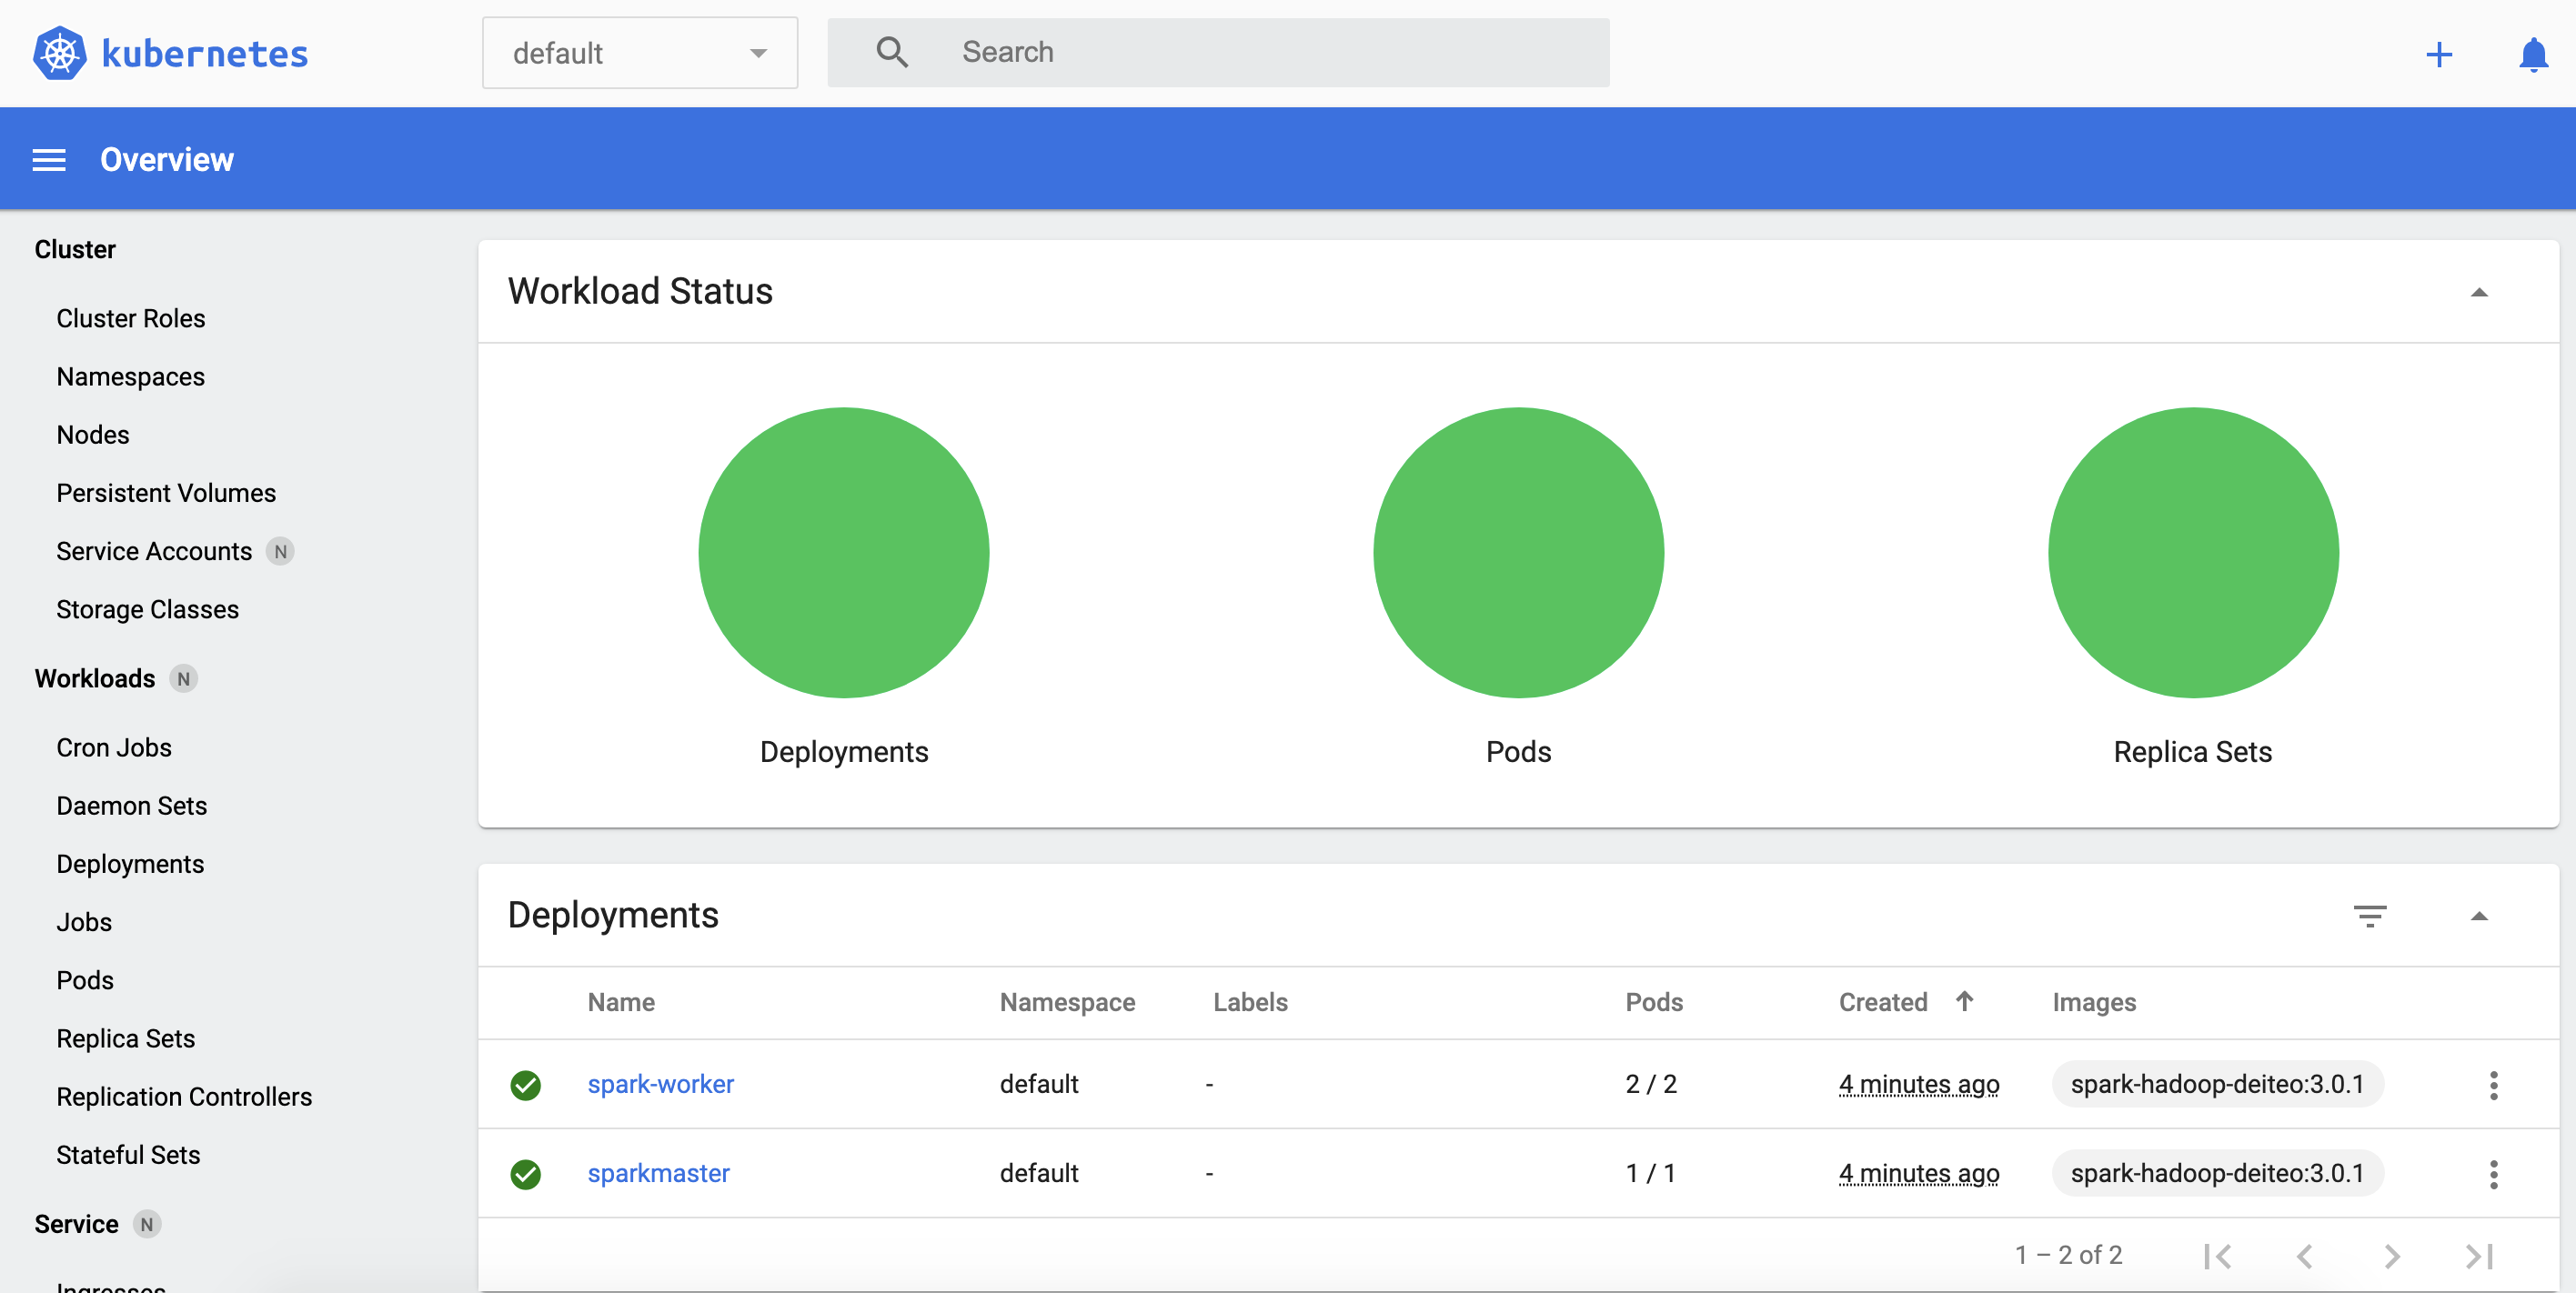 kubernetes
default
Search
Overview
Cluster
Cluster Roles
Namespaces
Nodes
Persistent Volumes
Service Accounts N
Storage Classes
Workloads N
Cron Jobs
Daemon Sets
Deployments
Jobs
Pods
Replica Sets
Replication Controllers
Stateful Sets
Service N
Ingresses
Workload Status
Deployments
Pods
Replica Sets
Deployments
Name Namespace Labels Pods Created Images
spark-worker default - 2 / 2 4 minutes ago spark-hadoop-deiteo:3.0.1
sparkmaster default - 1 / 1 4 minutes ago spark-hadoop-deiteo:3.0.1
1 – 2 of 2